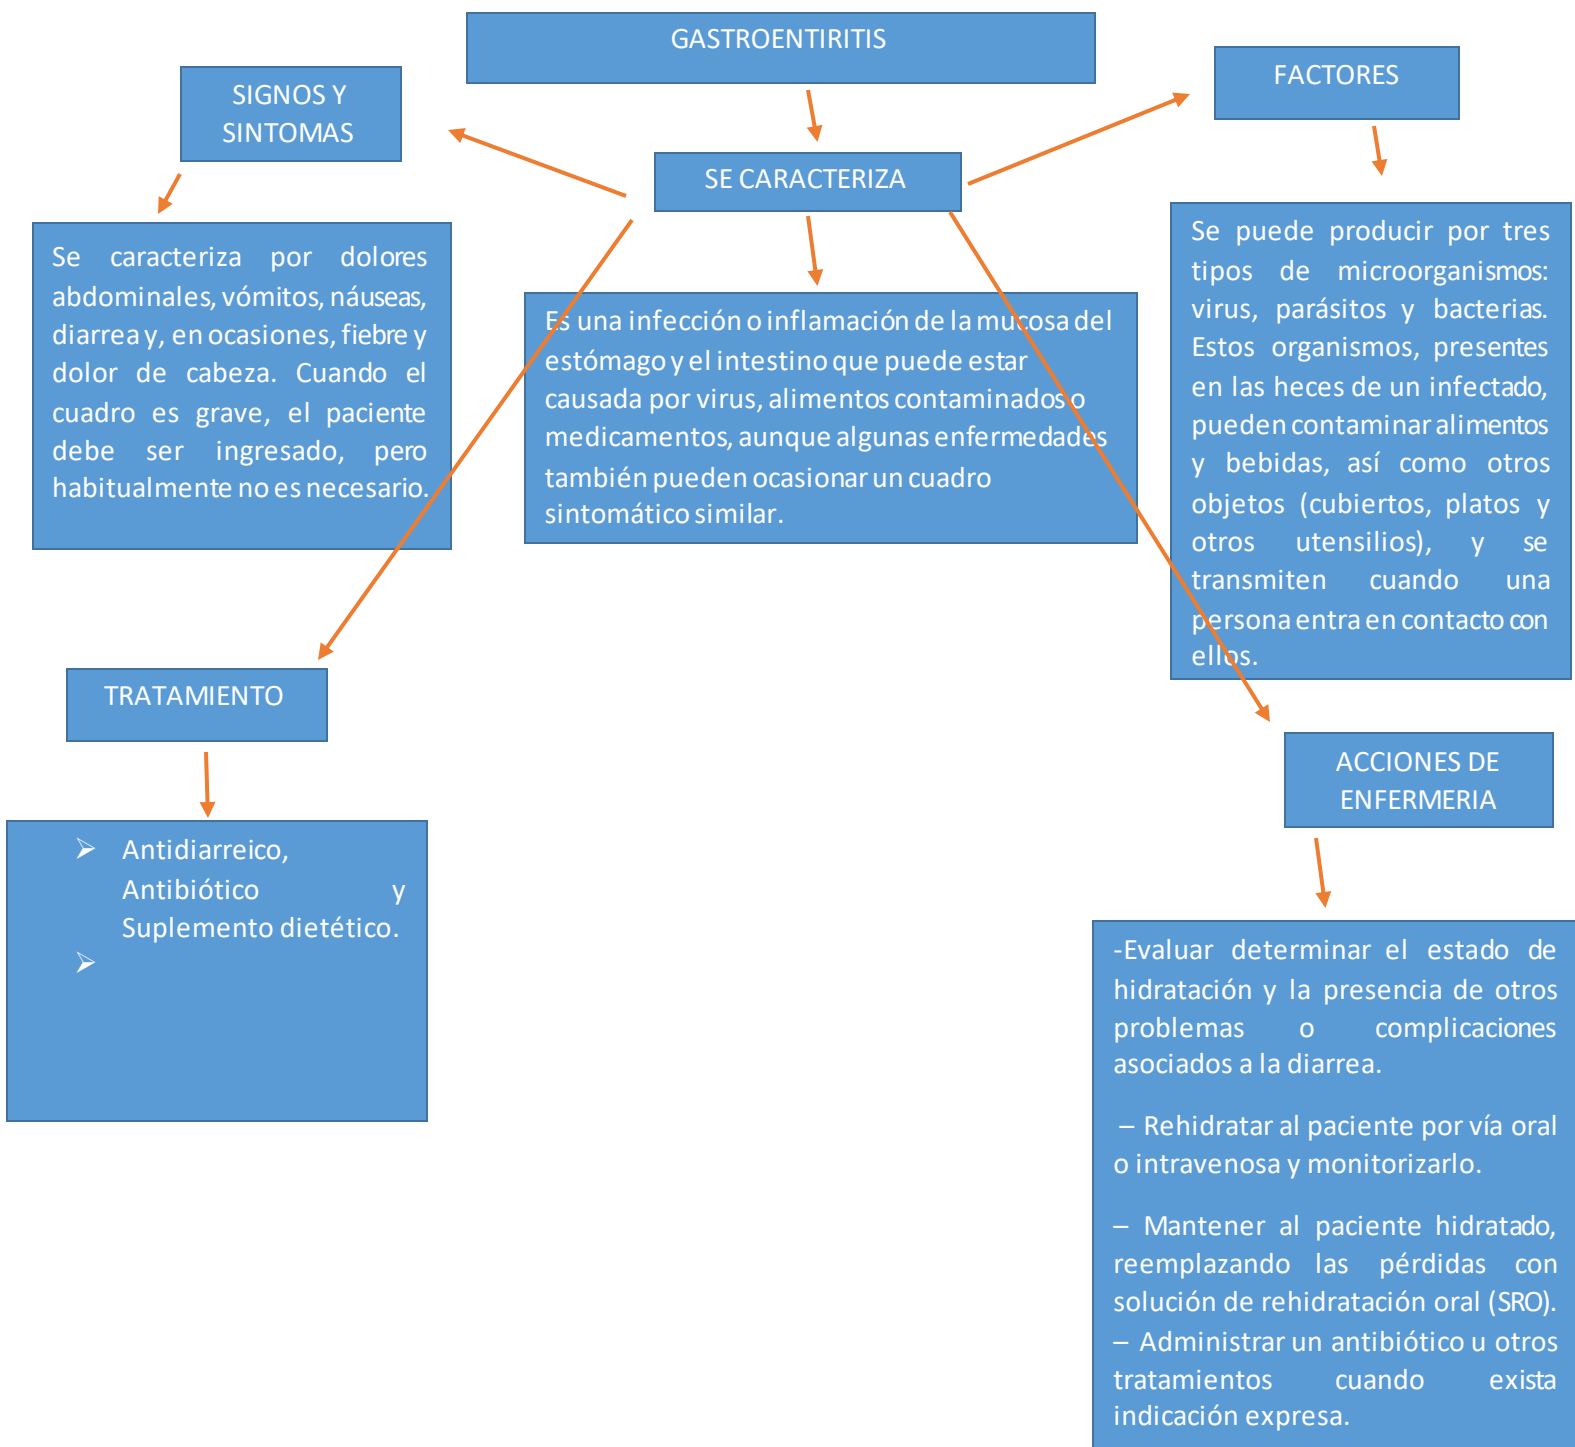 GASTROENTIRITIS
SIGNOS Y
SINTOMAS
FACTORES
SE CARACTERIZA
Se caracteriza por dolores
abdominales, vómitos, náuseas,
diarrea y, en ocasiones, fiebre y
dolor de cabeza. Cuando el
cuadro es grave, el paciente
debe ser ingresado, pero
habitualmente no es necesario.
Es una infección o inflamación de la mucosa del
estómago y el intestino que puede estar
causada por virus, alimentos contaminados o
medicamentos, aunque algunas enfermedades
también pueden ocasionar un cuadro
sintomático similar.
Se puede producir por tres
tipos de microorganismos:
virus, parásitos y bacterias.
Estos organismos, presentes
en las heces de un infectado,
pueden contaminar alimentos
y bebidas, así como otros
objetos (cubiertos, platos y
otros utensilios), y se
transmiten cuando una
persona entra en contacto con
ellos.
TRATAMIENTO
➢ Antidiarreico,
Antibiótico y
Suplemento dietético.
➢
ACCIONES DE
ENFERMERIA
-Evaluar determinar el estado de
hidratación y la presencia de otros
problemas o complicaciones
asociados a la diarrea.
– Rehidratar al paciente por vía oral
o intravenosa y monitorizarlo.
– Mantener al paciente hidratado,
reemplazando las pérdidas con
solución de rehidratación oral (SRO).
– Administrar un antibiótico u otros
tratamientos cuando exista
indicación expresa.